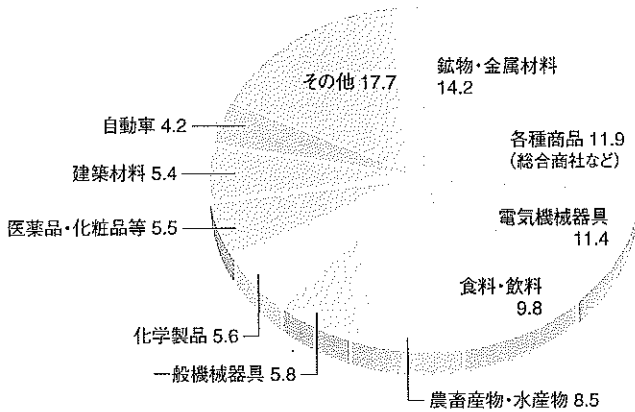 鉱物・金属材料
14.2
各種商品 11.9
(総合商社など)
電気機械器具
11.4
食料・飲料
9.8
農畜産物・水産物 8.5
一般機械器具 5.8
化学製品 5.6
医薬品・化粧品等 5.5
建築材料 5.4
自動車 4.2
その他 17.7